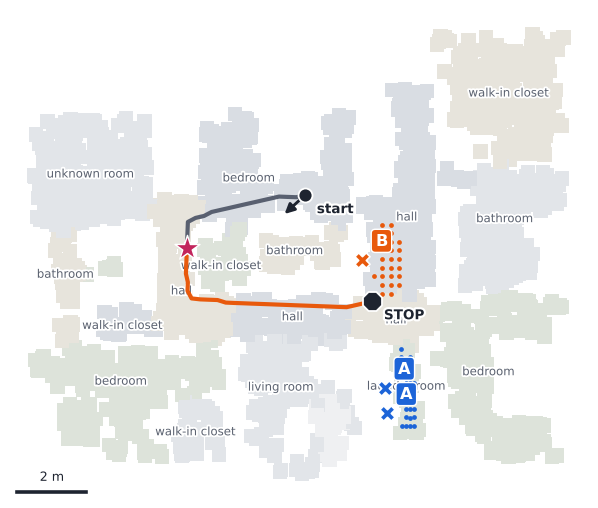 walk-in closet
unknown room
bedroom
start
hall
bathroom
B
bathroom
walk-in closet
bathroom
hall
STOP
hall
hall
walk-in closet
A
bedroom
living room
A
bedroom
walk-in closet
2 m